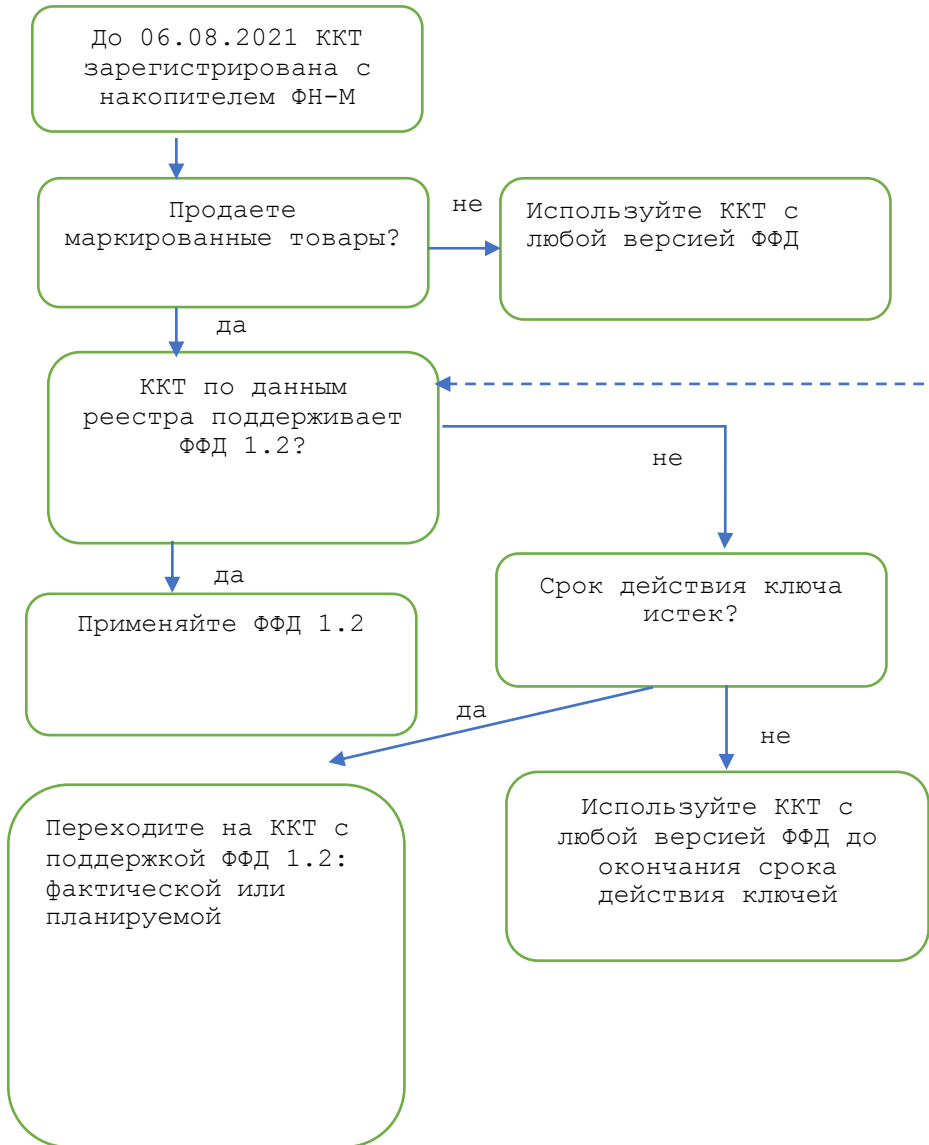 До 06.08.2021 ККТ
зарегистрирована с
накопителем ФН-М
Продаете
маркированные товары?
не
Используйте ККТ с
любой версией ФФД
да
ККТ по данным
реестра поддерживает
ФФД 1.2?
не
да
Применяйте ФФД 1.2
Срок действия ключа
истек?
да
не
Переходите на ККТ с
поддержкой ФФД 1.2:
фактической или
планируемой
Используйте ККТ с
любой версией ФФД до
окончания срока
действия ключей